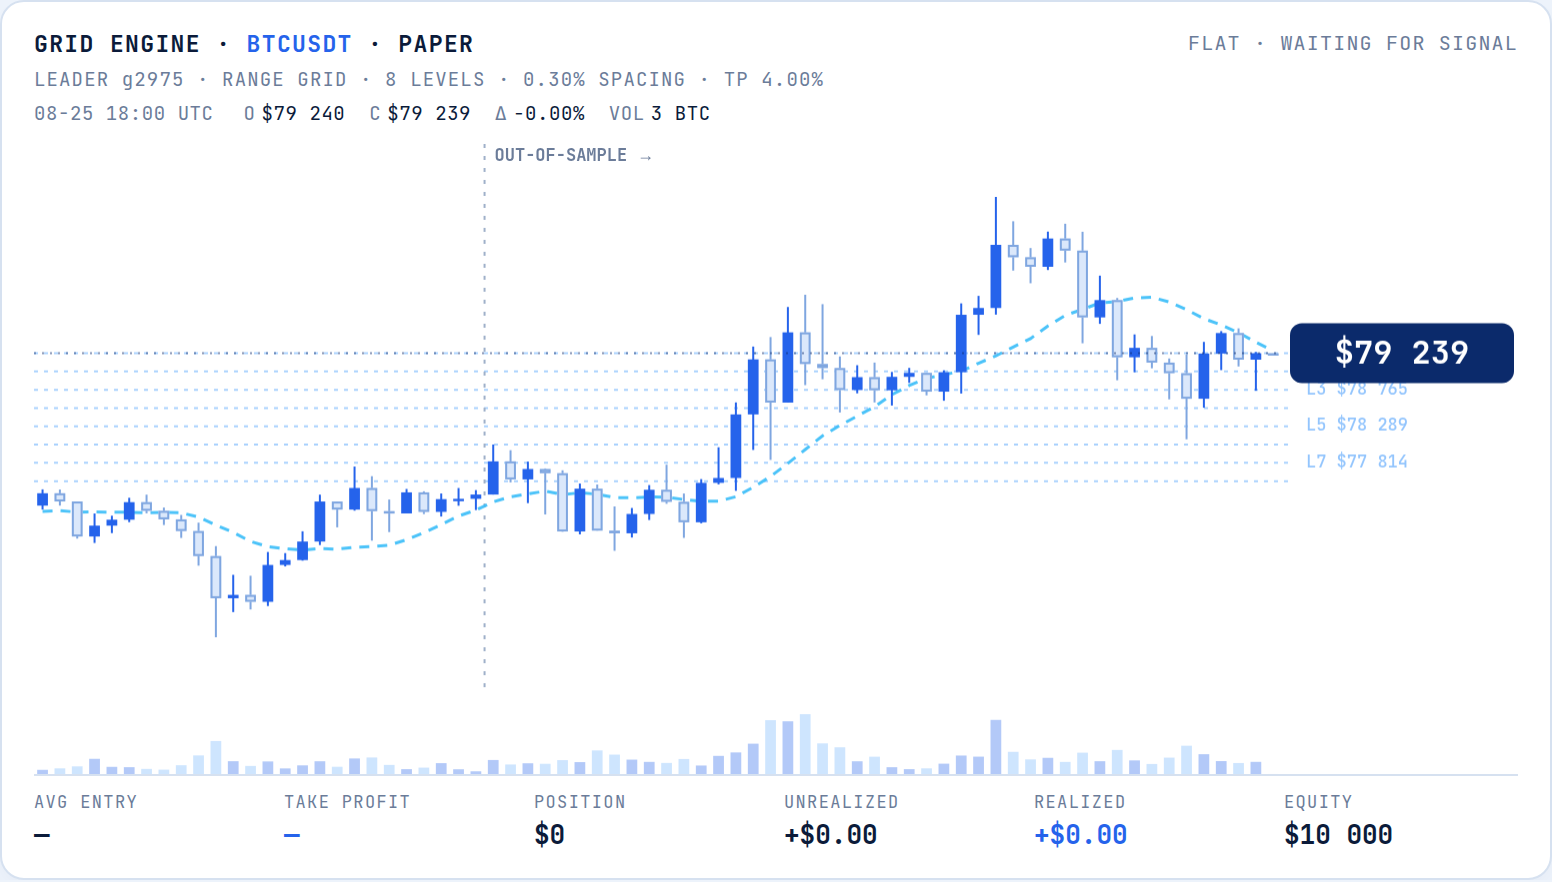 GRID ENGINE · BTCUSDT · PAPER
FLAT · WAITING FOR SIGNAL
LEADER g2975 · RANGE GRID · 8 LEVELS · 0.30% SPACING · TP 4.00%
08-25 18:00 UTC O $79 240 C $79 239 Δ -0.00% VOL 3 BTC
OUT-OF-SAMPLE →
$79 239
L3 $78 765
L5 $78 289
L7 $77 814
AVG ENTRY TAKE PROFIT POSITION UNREALIZED REALIZED EQUITY
— — $0 +$0.00 +$0.00 $10 000